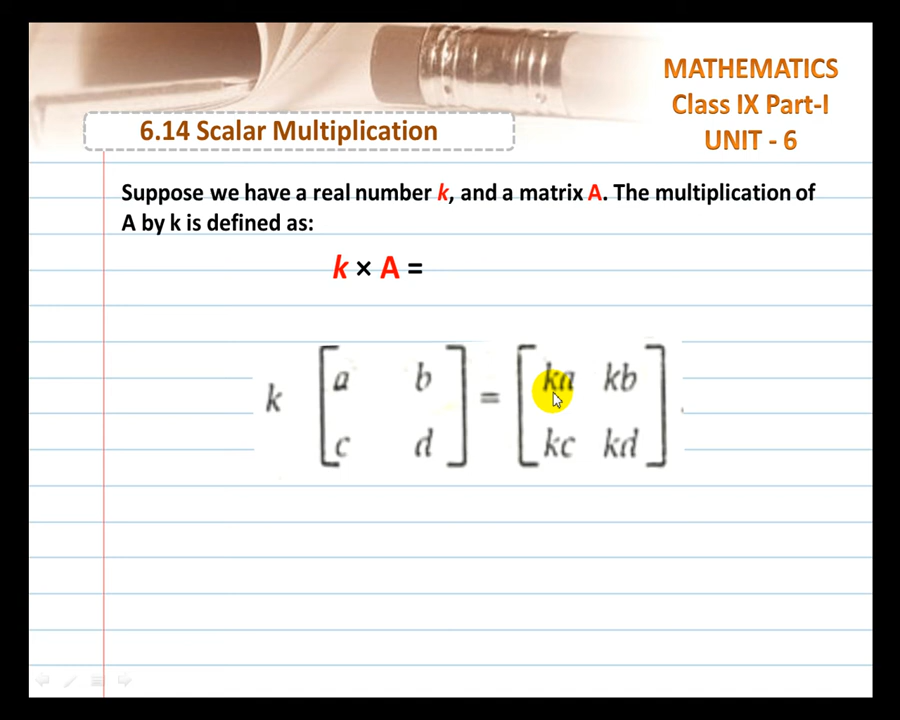 MATHEMATICS
Class IX Part-I
UNIT - 6
6.14 Scalar Multiplication
Suppose we have a real number k, and a matrix A. The multiplication of
A by k is defined as:
k × A =
k [a b] = [ka kb]
[c d] [kc kd]